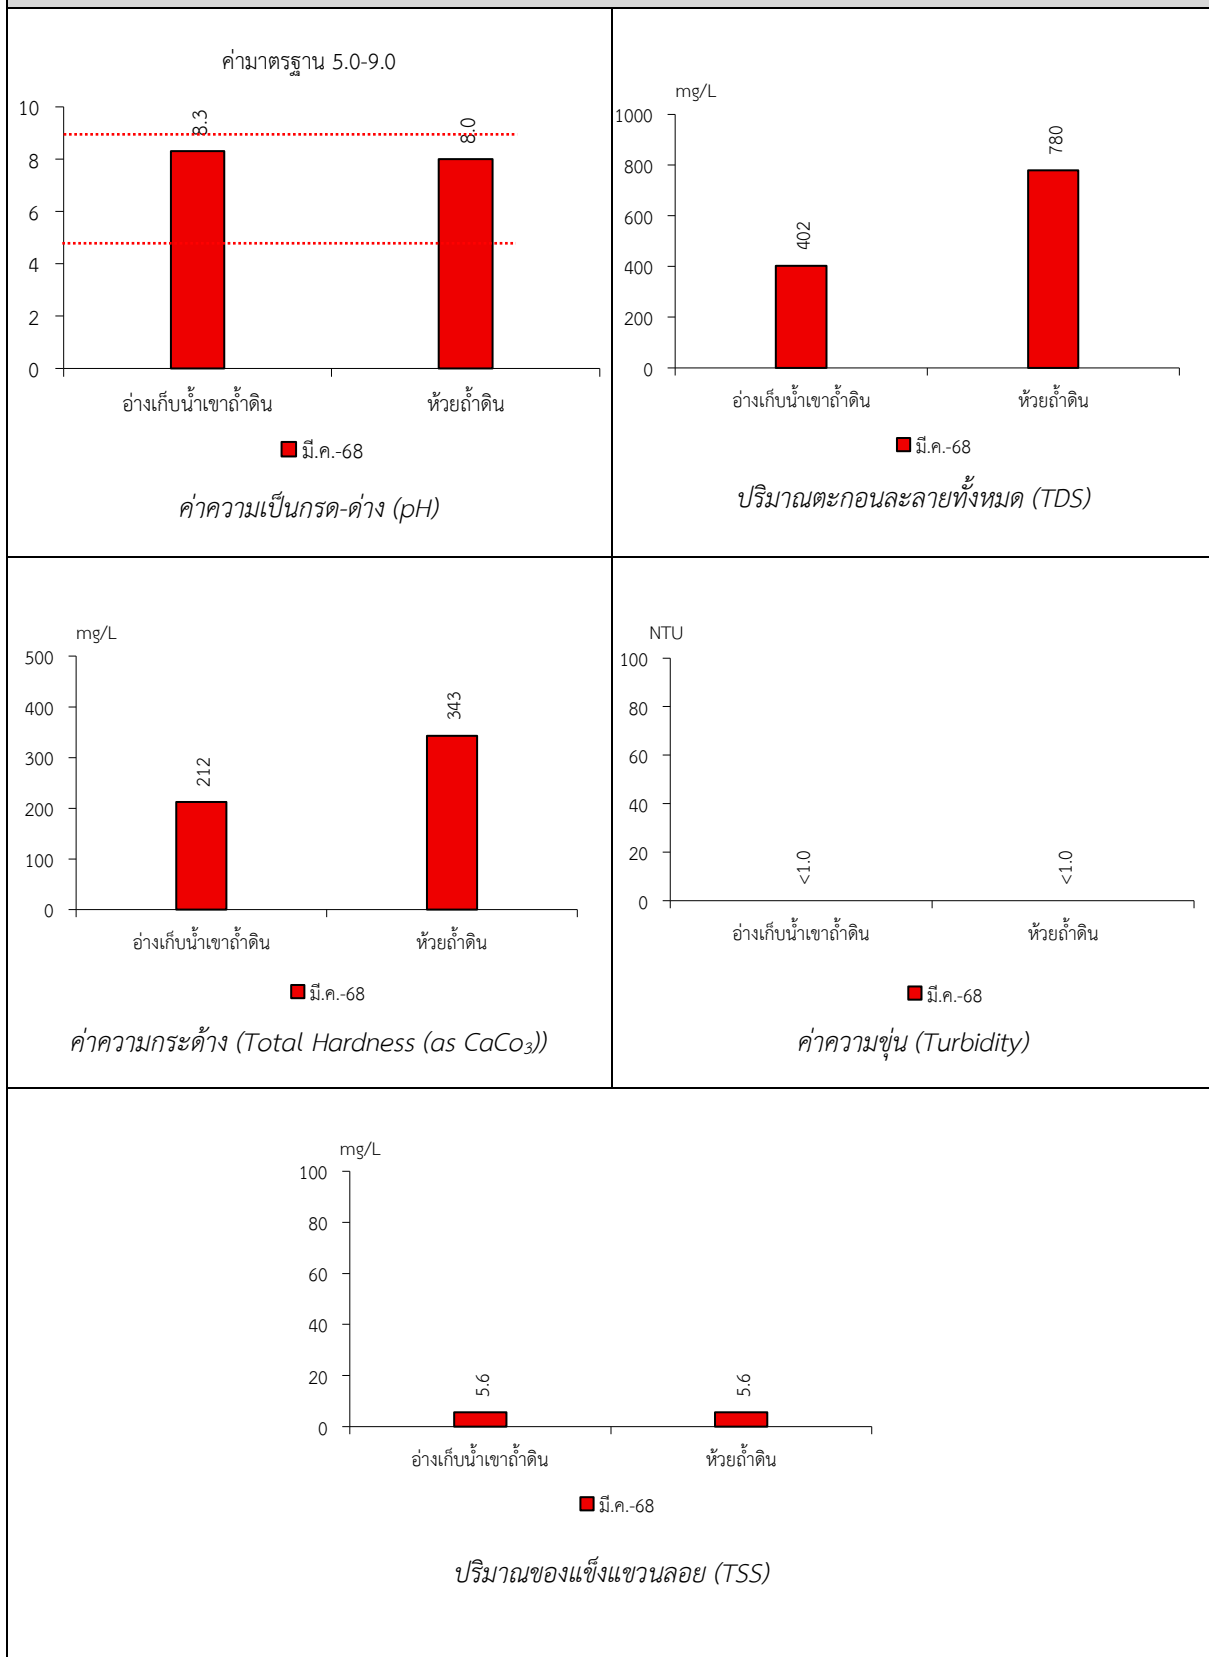 ค่ามาตรฐาน 5.0-9.0
10
8
6
4
2
0
8.3
8.0
อ่างเก็บน้ำเขาถ้ำดิน ห้วยถ้ำดิน
มี.ค.-68
ค่าความเป็นกรด-ด่าง (pH)
mg/L
1000
800
600
400
200
0
402
780
อ่างเก็บน้ำเขาถ้ำดิน ห้วยถ้ำดิน
มี.ค.-68
ปริมาณตะกอนละลายทั้งหมด (TDS)
mg/L
500
400
300
200
100
0
212
343
อ่างเก็บน้ำเขาถ้ำดิน ห้วยถ้ำดิน
มี.ค.-68
ค่าความกระด้าง (Total Hardness (as CaCo₃))
NTU
100
80
60
40
20
0
<1.0
<1.0
อ่างเก็บน้ำเขาถ้ำดิน ห้วยถ้ำดิน
มี.ค.-68
ค่าความขุ่น (Turbidity)
mg/L
100
80
60
40
20
0
5.6
5.6
อ่างเก็บน้ำเขาถ้ำดิน ห้วยถ้ำดิน
มี.ค.-68
ปริมาณของแข็งแขวนลอย (TSS)